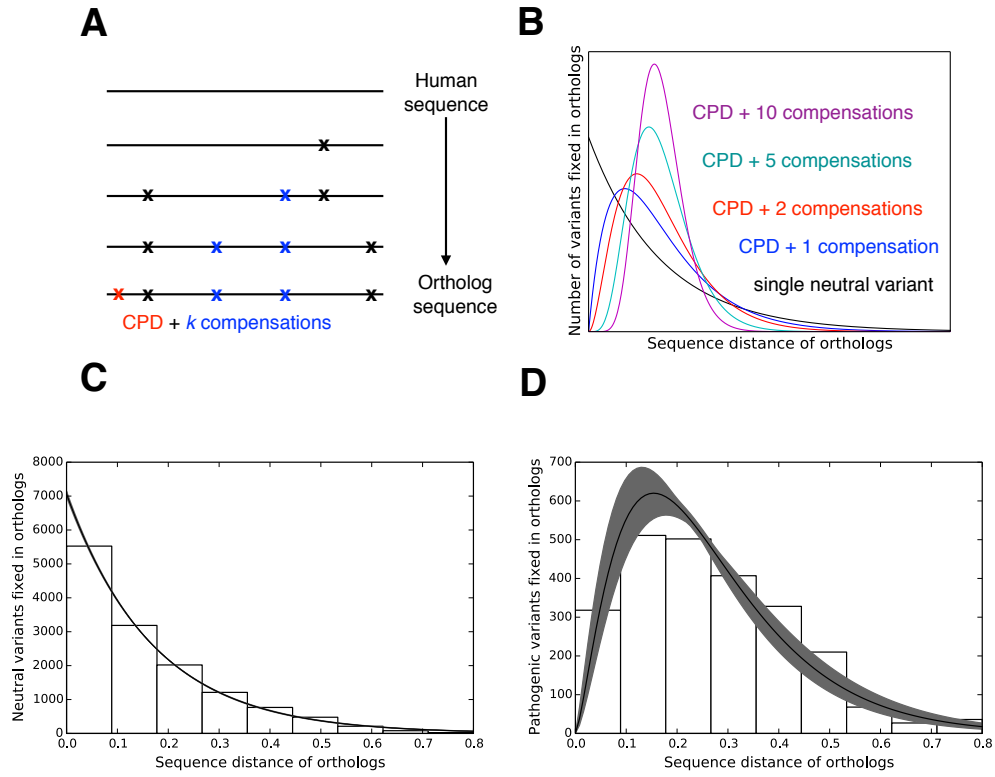 A
Human
sequence
x
x x x
x x x x
Ortholog
sequence
x x x x x
CPD + k compensations
B
Number of variants fixed in orthologs
CPD + 10 compensations
CPD + 5 compensations
CPD + 2 compensations
CPD + 1 compensation
single neutral variant
Sequence distance of orthologs
C
Neutral variants fixed in orthologs
8000
7000
6000
5000
4000
3000
2000
1000
0
0.0 0.1 0.2 0.3 0.4 0.5 0.6 0.7 0.8
Sequence distance of orthologs
D
Pathogenic variants fixed in orthologs
700
600
500
400
300
200
100
0
0.0 0.1 0.2 0.3 0.4 0.5 0.6 0.7 0.8
Sequence distance of orthologs